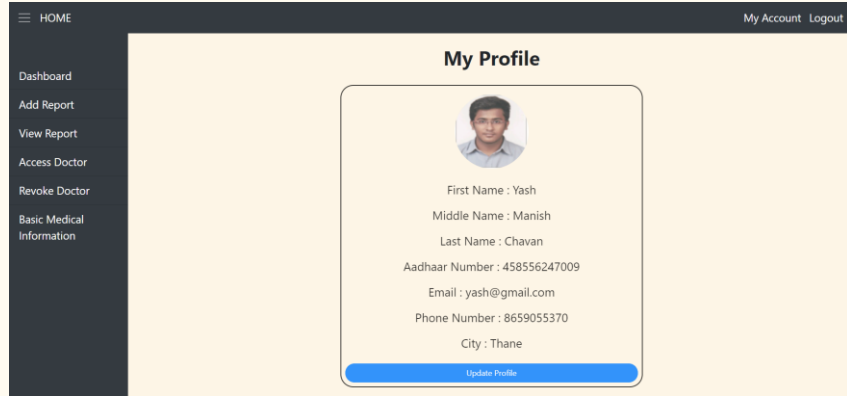 HOME
My Account Logout
Dashboard
Add Report
View Report
Access Doctor
Revoke Doctor
Basic Medical
Information
My Profile
First Name : Yash
Middle Name : Manish
Last Name : Chavan
Aadhaar Number : 458556247009
Email : yash@gmail.com
Phone Number : 8659055370
City : Thane
Update Profile